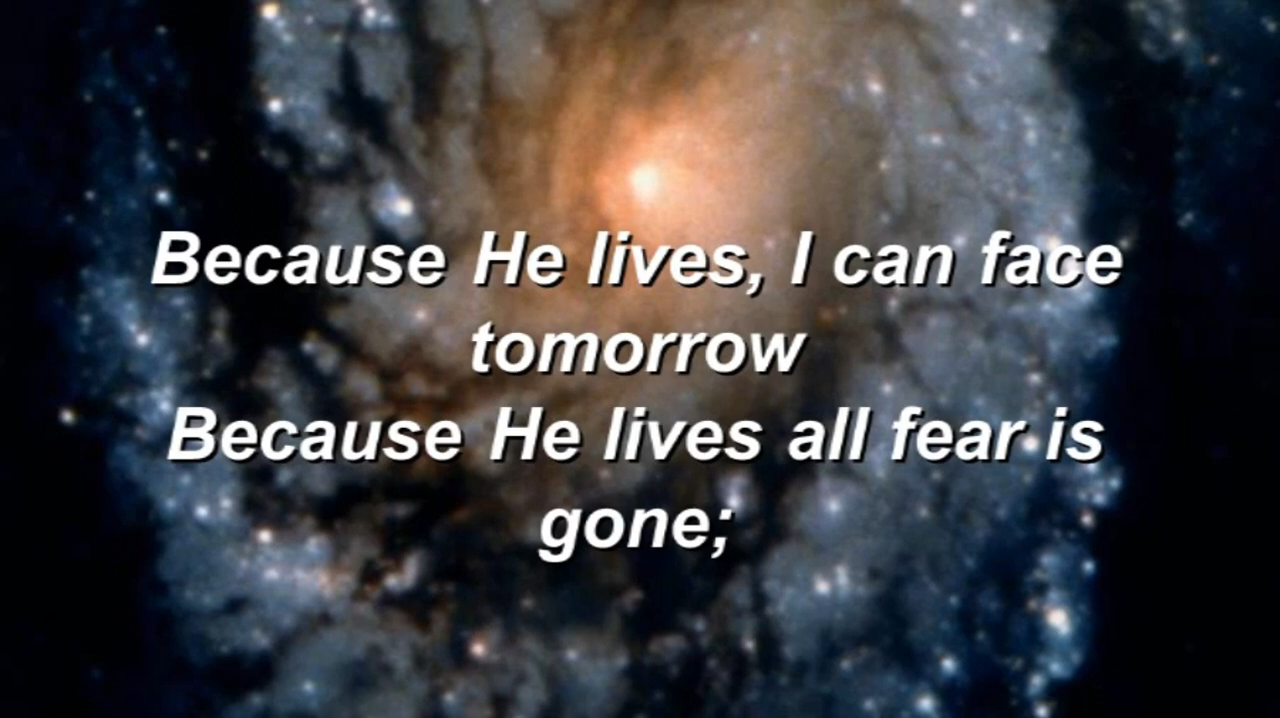 Because He lives, I can face
tomorrow
Because He lives all fear is
gone;